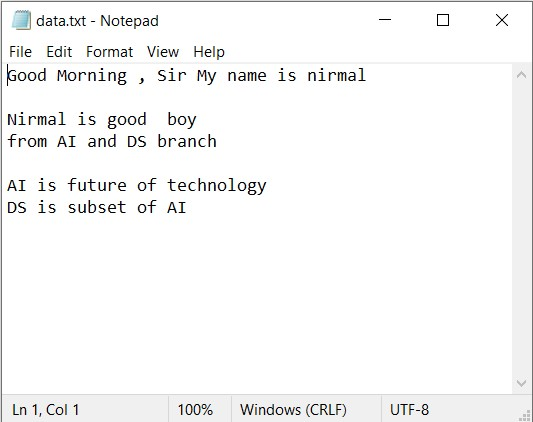 data.txt - Notepad
File Edit Format View Help
Good Morning , Sir My name is nirmal
Nirmal is good  boy
from AI and DS branch
AI is future of technology
DS is subset of AI
Ln 1, Col 1 100% Windows (CRLF) UTF-8